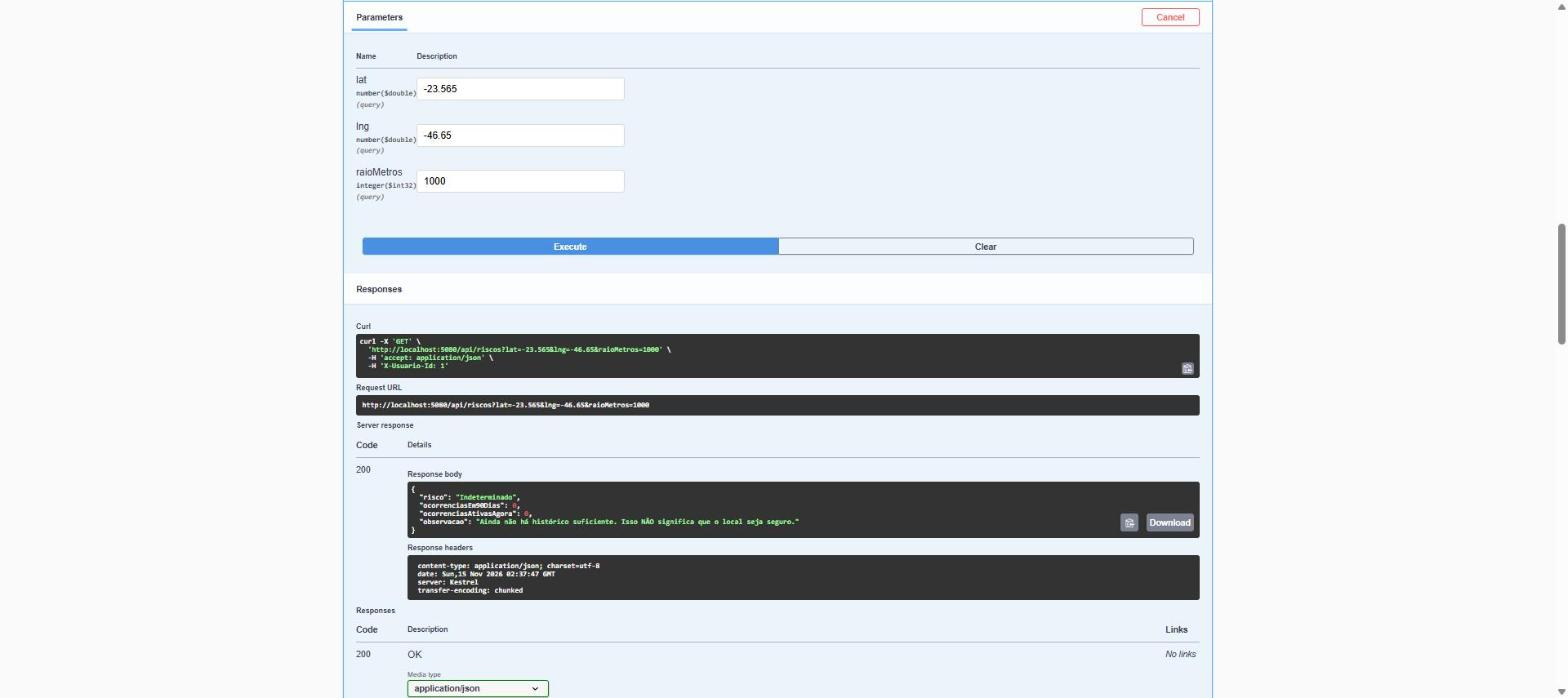 Parameters
Cancel
Name Description
lat
number($double)
(query)
-23.565
lng
number($double)
(query)
-46.65
raioMetros
integer($int32)
(query)
1000
Execute Clear
Responses
Curl
curl -X 'GET' \
'http://localhost:5080/api/riscos?lat=-23.565&lng=-46.65&raioMetros=1000' \
-H 'accept: application/json' \
-H 'X-Usuario-Id: 1'
Request URL
http://localhost:5080/api/riscos?lat=-23.565&lng=-46.65&raioMetros=1000
Server response
Code Details
200
Response body
{
"risco": "Indeterminado",
"ocorrenciasEm90Dias": 0,
"ocorrenciasAtivasAgora": 0,
"observacao": "Ainda não há histórico suficiente. Isso NÃO significa que o local seja seguro."
}
Download
Response headers
content-type: application/json; charset=utf-8
date: Sun,15 Nov 2026 02:37:47 GMT
server: Kestrel
transfer-encoding: chunked
Responses
Code Description Links
200 OK No links
Media type
application/json